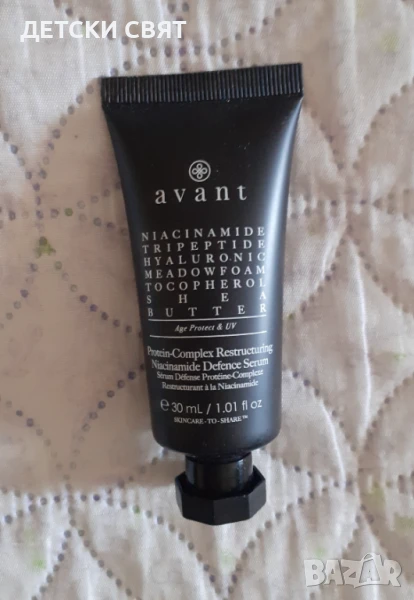 ДЕТСКИ СВЯТ
avant
NIACINAMIDE
TRIPEPTIDE
HYALURONIC
MEADOWFOAM
TOCOPHEROL
SHEA
BUTTER
Age Protect & UV
Protein-Complex Restructuring
Niacinamide Defence Serum
Sérum Défense Protéine-Complexe
Restructurant à la Niacinamide
℮ 30 mL / 1.01 fl oz
SKINCARE-TO-SHARE™
BAZAR